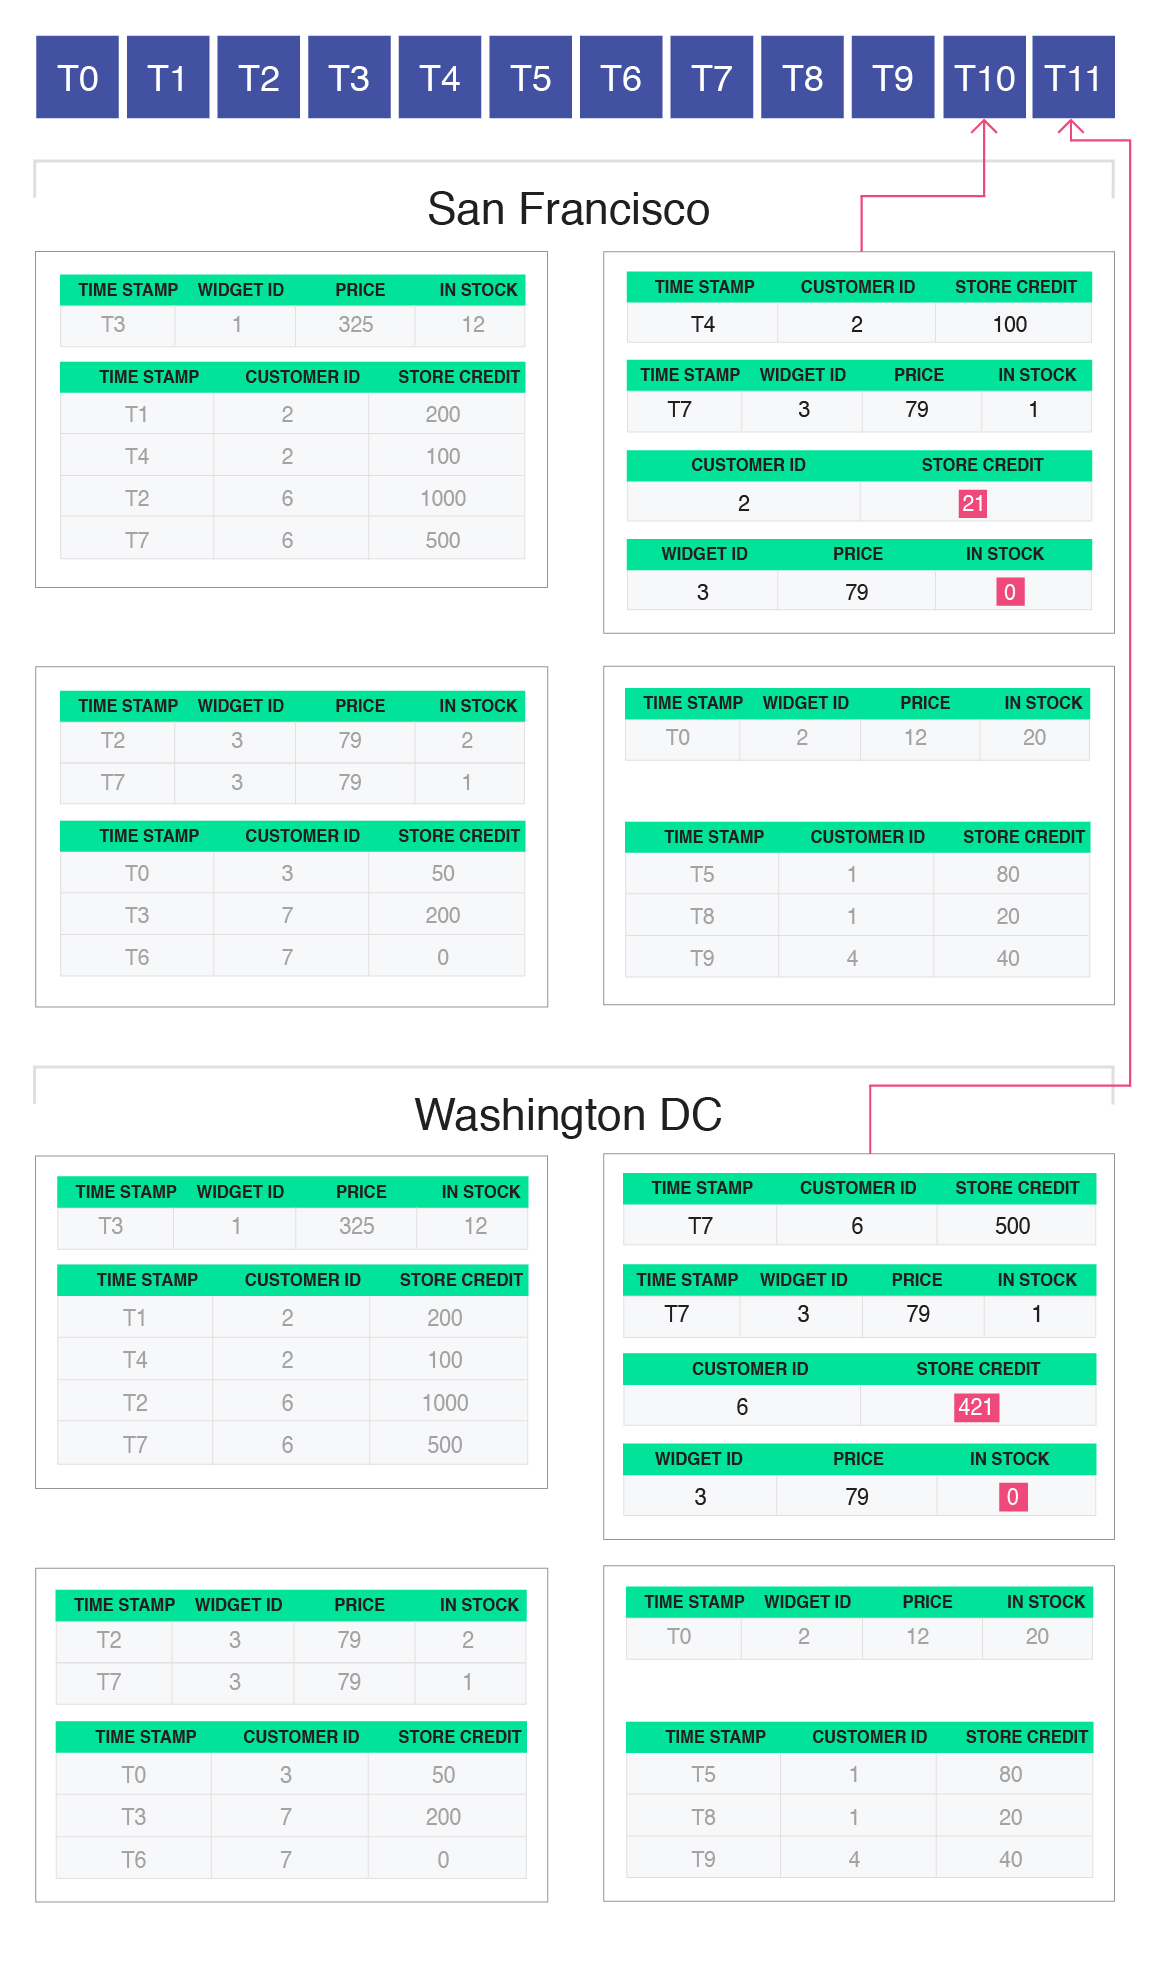 T0 T1 T2 T3 T4 T5 T6 T7 T8 T9 T10 T11
San Francisco
TIME STAMP WIDGET ID PRICE IN STOCK
T3 1 325 12
TIME STAMP CUSTOMER ID STORE CREDIT
T1 2 200
T4 2 100
T2 6 1000
T7 6 500
TIME STAMP CUSTOMER ID STORE CREDIT
T4 2 100
TIME STAMP WIDGET ID PRICE IN STOCK
T7 3 79 1
CUSTOMER ID STORE CREDIT
2 21
WIDGET ID PRICE IN STOCK
3 79 0
TIME STAMP WIDGET ID PRICE IN STOCK
T2 3 79 2
T7 3 79 1
TIME STAMP CUSTOMER ID STORE CREDIT
T0 3 50
T3 7 200
T6 7 0
TIME STAMP WIDGET ID PRICE IN STOCK
T0 2 12 20
TIME STAMP CUSTOMER ID STORE CREDIT
T5 1 80
T8 1 20
T9 4 40
Washington DC
TIME STAMP WIDGET ID PRICE IN STOCK
T3 1 325 12
TIME STAMP CUSTOMER ID STORE CREDIT
T1 2 200
T4 2 100
T2 6 1000
T7 6 500
TIME STAMP CUSTOMER ID STORE CREDIT
T7 6 500
TIME STAMP WIDGET ID PRICE IN STOCK
T7 3 79 1
CUSTOMER ID STORE CREDIT
6 421
WIDGET ID PRICE IN STOCK
3 79 0
TIME STAMP WIDGET ID PRICE IN STOCK
T2 3 79 2
T7 3 79 1
TIME STAMP CUSTOMER ID STORE CREDIT
T0 3 50
T3 7 200
T6 7 0
TIME STAMP WIDGET ID PRICE IN STOCK
T0 2 12 20
TIME STAMP CUSTOMER ID STORE CREDIT
T5 1 80
T8 1 20
T9 4 40